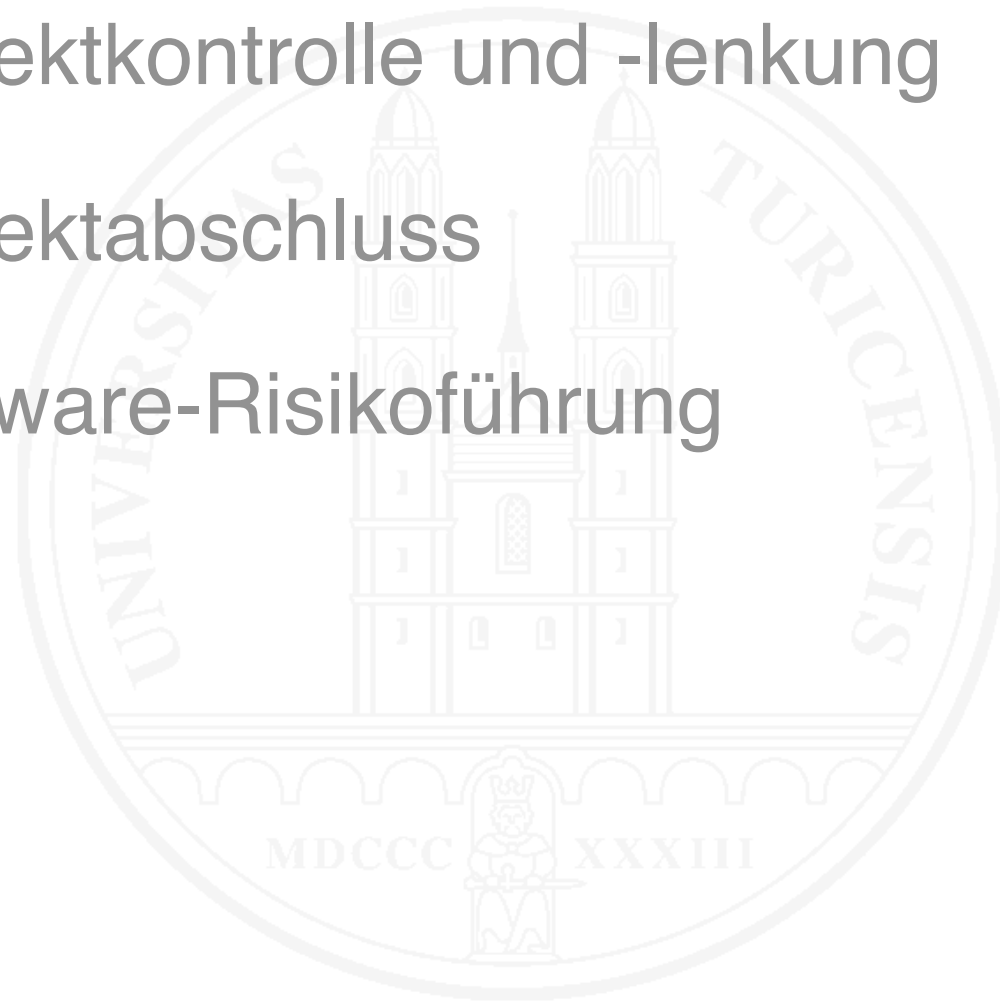 ektkontrolle und -lenkung
ektabschluss
ware-Risikoführung
UNIVERSITAS TURICENSIS
MDCCC XXXIII